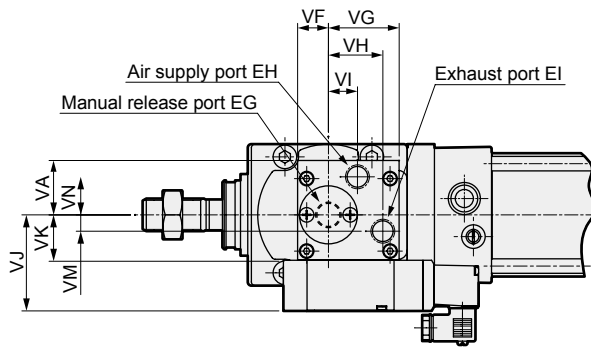 VF
VG
VH
VI
Air supply port EH
Exhaust port EI
Manual release port EG
VA
VN
VK
VJ
VM